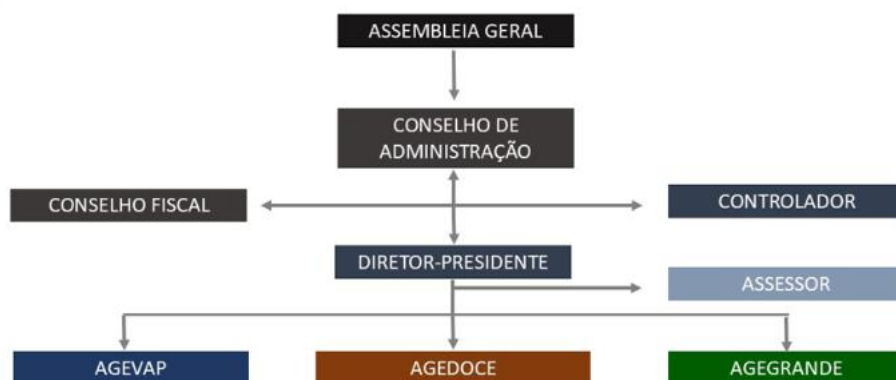 ASSEMBLEIA GERAL
CONSELHO DE
ADMINISTRAÇÃO
CONSELHO FISCAL
CONTROLADOR
DIRETOR-PRESIDENTE
ASSESSOR
AGEVAP
AGEDOCE
AGEGRANDE